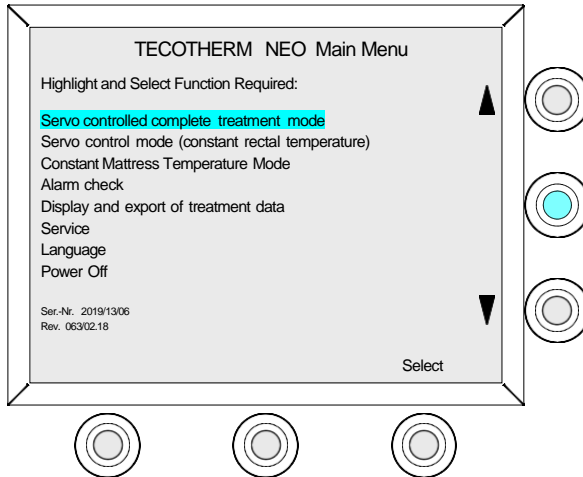 TECOTHERM NEO Main Menu
Highlight and Select Function Required:
Servo controlled complete treatment mode
Servo control mode (constant rectal temperature)
Constant Mattress Temperature Mode
Alarm check
Display and export of treatment data
Service
Language
Power Off
Ser.-Nr. 2019/13/06
Rev. 063/02.18
Select